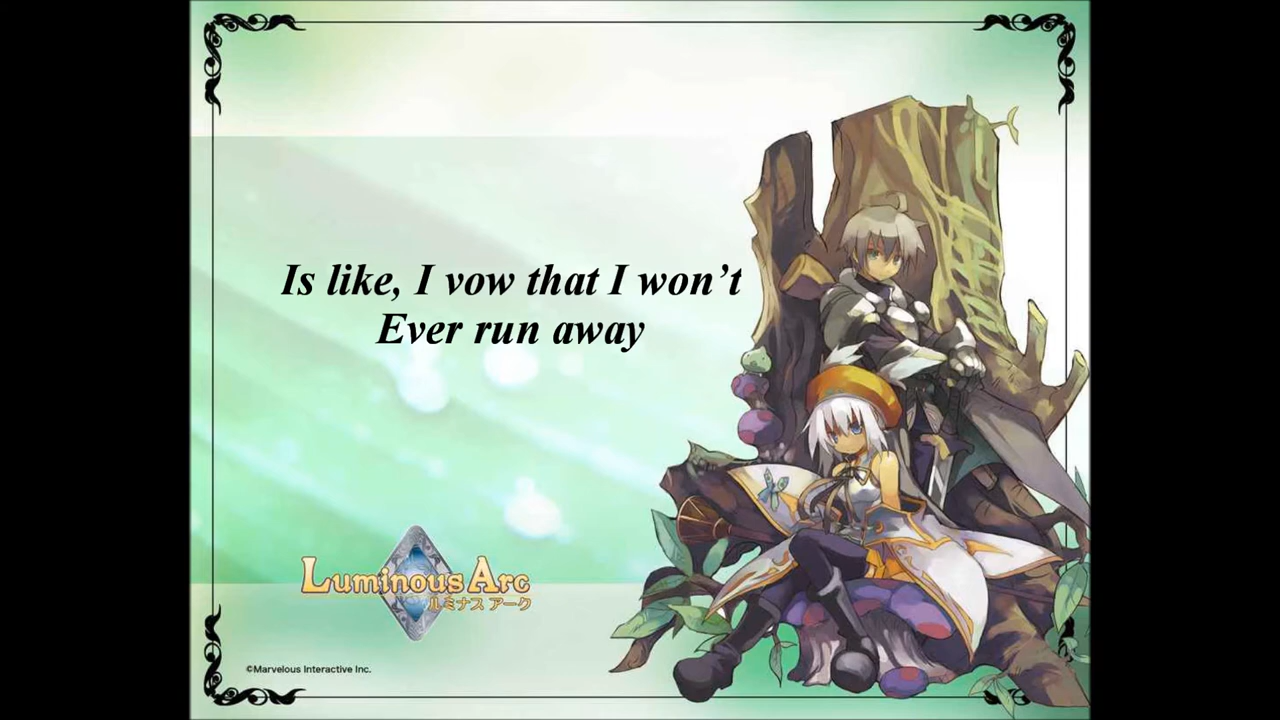 Is like, I vow that I won’t
Ever run away
Luminous Arc
ルミナス アーク
©Marvelous Interactive Inc.